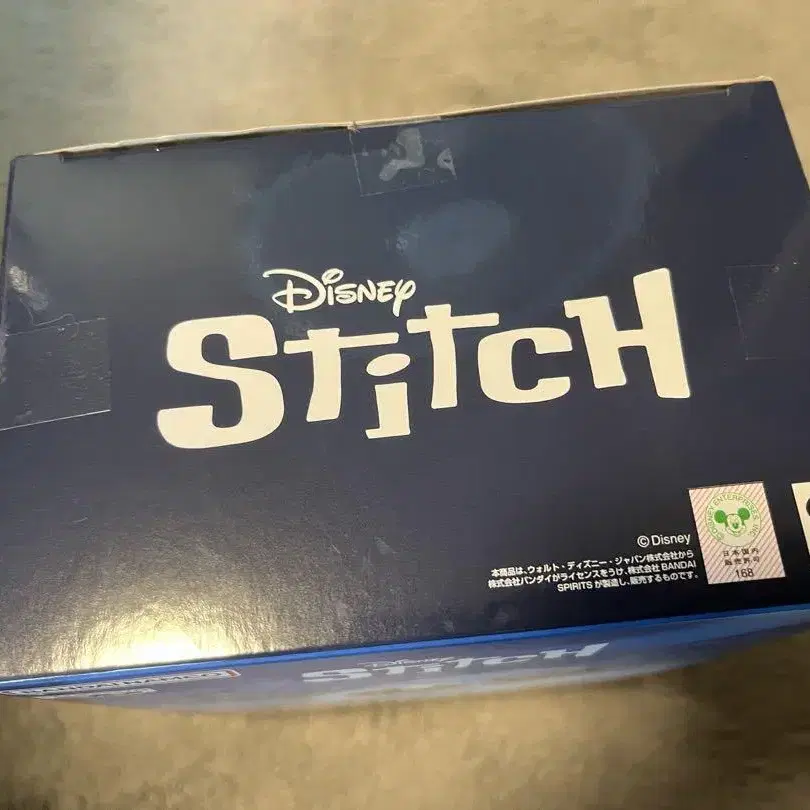 Disney
Stitch
©Disney
本商品は、ウォルト・ディズニー・ジャパン株式会社から
株式会社バンダイがライセンスをうけ、株式会社 BANDAI
SPIRITS が製造し、販売するものです。
日本国内
販売許可
168
Disney
Stitch